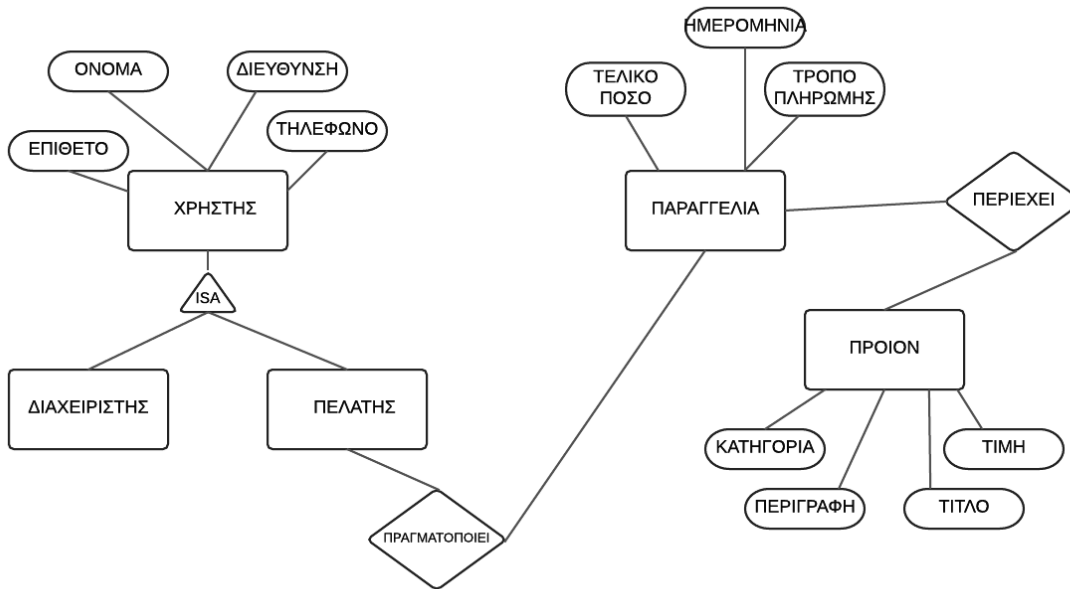 ΗΜΕΡΟΜΗΝΙΑ
ΟΝΟΜΑ
ΔΙΕΥΘΥΝΣΗ
ΤΕΛΙΚΟ
ΠΟΣΟ
ΤΡΟΠΟ
ΠΛΗΡΩΜΗΣ
ΤΗΛΕΦΩΝΟ
ΕΠΙΘΕΤΟ
ΧΡΗΣΤΗΣ
ΠΑΡΑΓΓΕΛΙΑ
ΠΕΡΙΕΧΕΙ
ISA
ΠΡΟΙΟΝ
ΔΙΑΧΕΙΡΙΣΤΗΣ
ΠΕΛΑΤΗΣ
ΚΑΤΗΓΟΡΙΑ
ΤΙΜΗ
ΠΕΡΙΓΡΑΦΗ
ΤΙΤΛΟ
ΠΡΑΓΜΑΤΟΠΟΙΕΙ